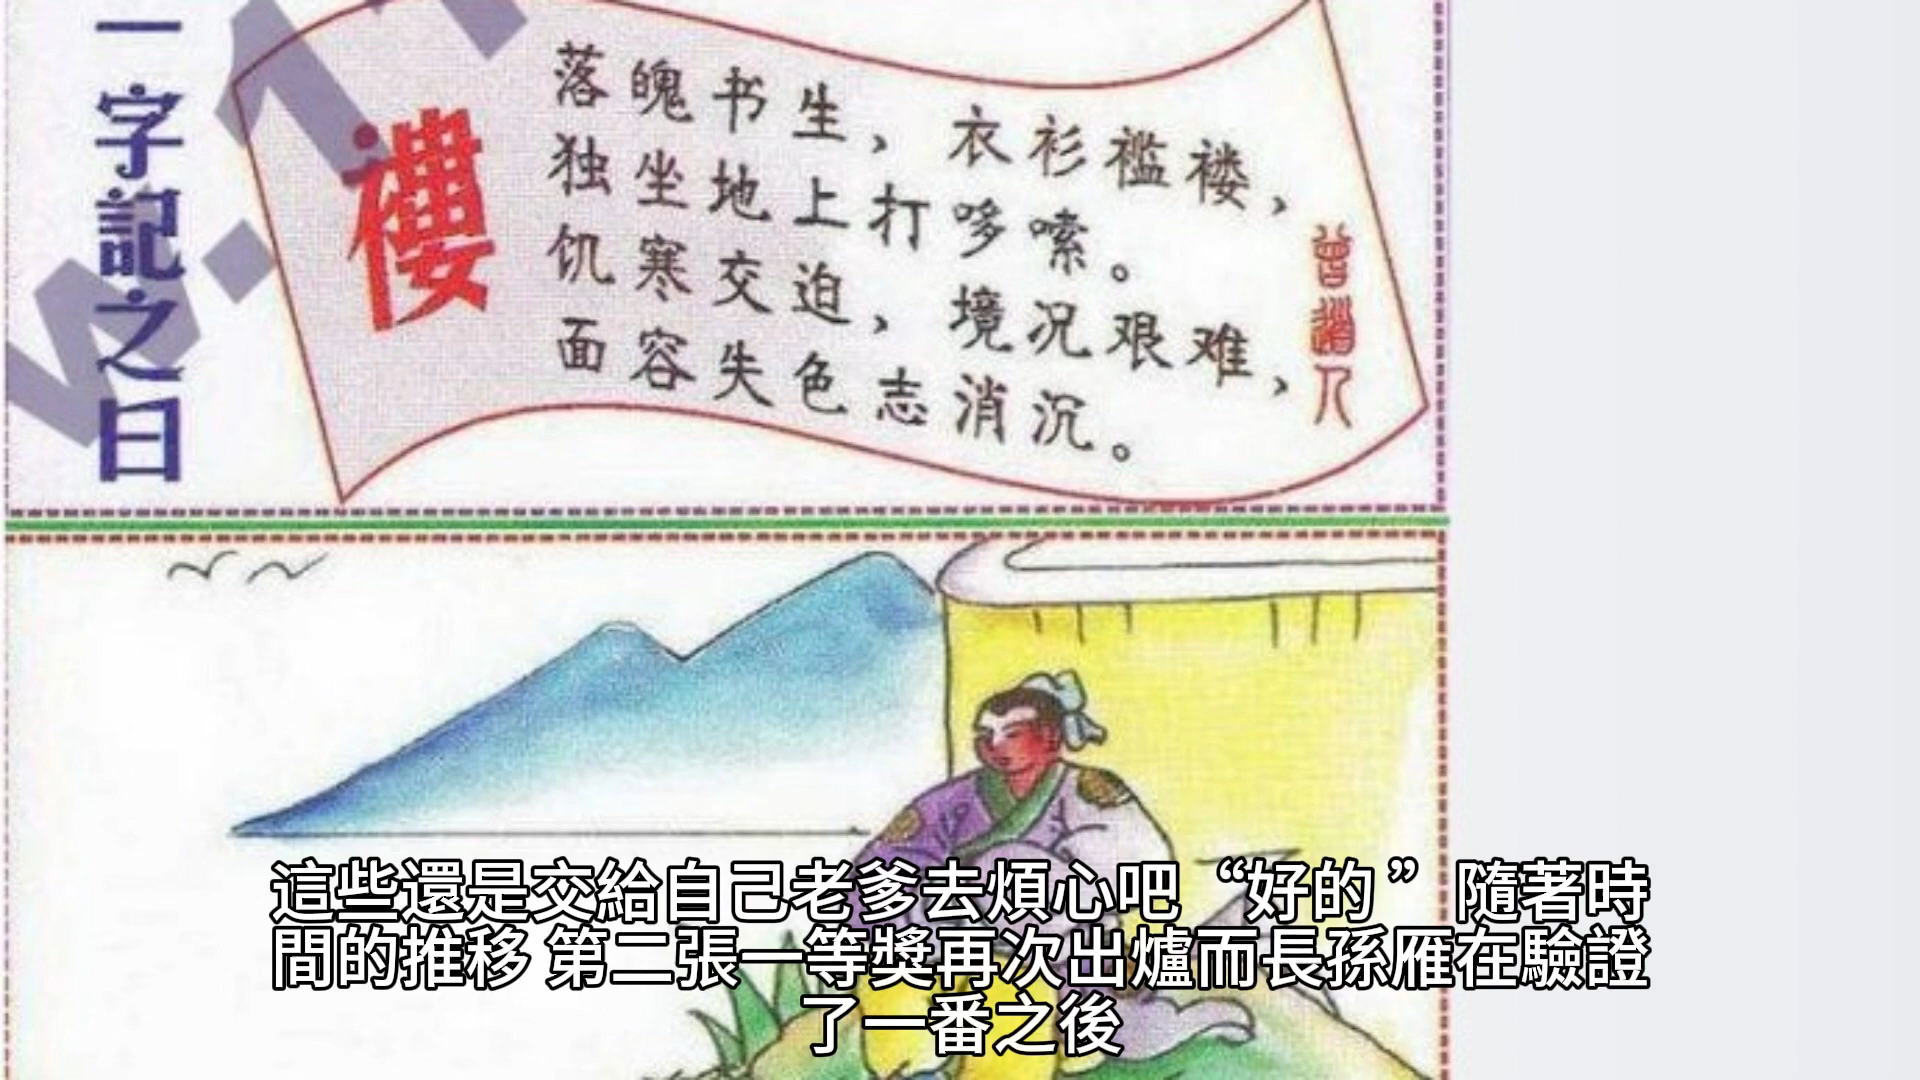 一字記之曰
褸
落魄书生，衣衫褴褛，
独坐地上打哆嗦。
饥寒交迫，境况艰难，
面容失色志消沉。
曾道人
這些還是交給自己老爹去煩心吧“好的”隨著時
間的推移 第二張一等獎再次出爐而長孫雁在驗證
了一番之後